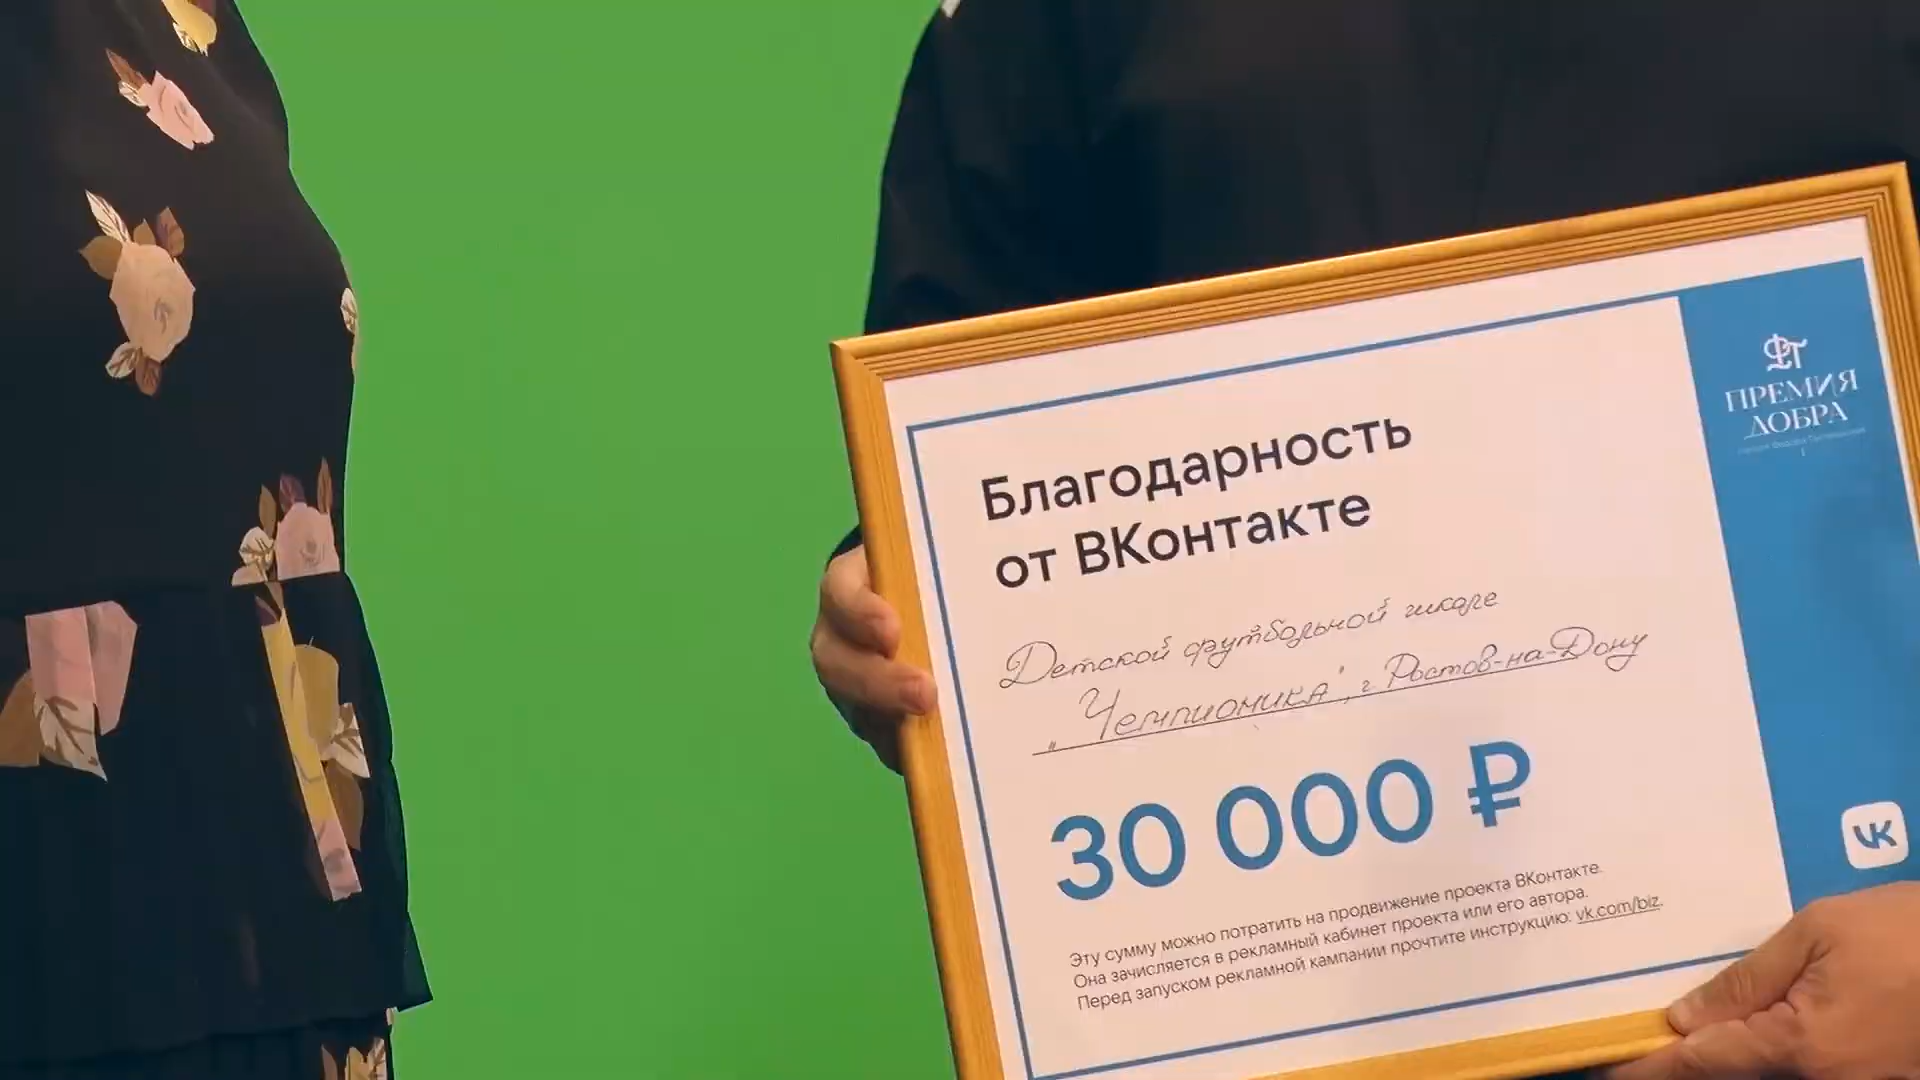 Благодарность
от ВКонтакте
Детской футбольной школе
„Чемпионика", г. Ростов-на-Дону
30 000 ₽
Эту сумму можно потратить на продвижение проекта ВКонтакте.
Она зачисляется в рекламный кабинет проекта или его автора.
Перед запуском рекламной кампании прочтите инструкцию: vk.com/biz.
ПРЕМИЯ
ДОБРА
VK